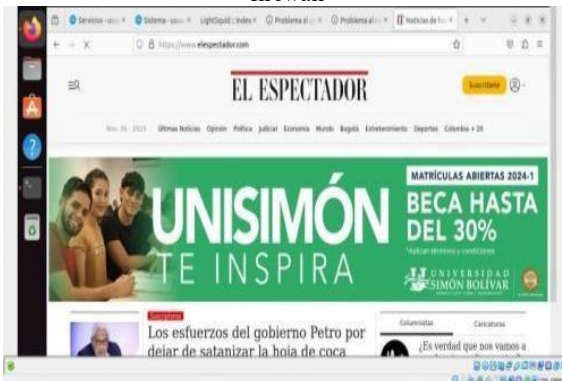 Servicios
Sistema
LightSquid :: Index
Problema al
Problema al
Noticias de
https://www.elespectador.com
EL ESPECTADOR
Suscríbete
Últimas Noticias Opinión Política Judicial Economía Mundo Bogotá Entretenimiento Deportes Colombia + 20
UNISIMÓN
TE INSPIRA
MATRÍCULAS ABIERTAS 2024-1
BECA HASTA
DEL 30%
*Aplican términos y condiciones
UNIVERSIDAD
SIMÓN BOLÍVAR
Suscriptores
Los esfuerzos del gobierno Petro por
dejar de satanizar la hoja de coca
Columnistas Caricaturas
¿Es verdad que nos vamos a